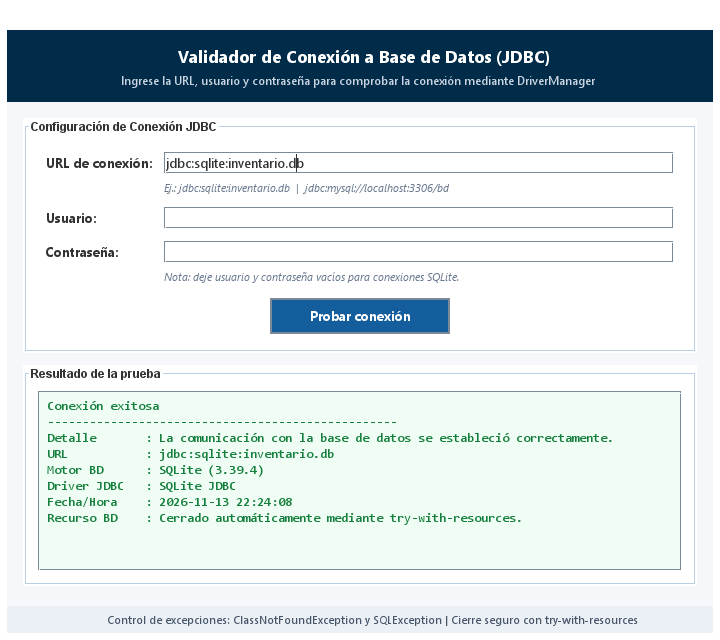 Validador de Conexión a Base de Datos (JDBC)
Ingrese la URL, usuario y contraseña para comprobar la conexión mediante DriverManager
Configuración de Conexión JDBC
URL de conexión: jdbc:sqlite:inventario.db
Ej.: jdbc:sqlite:inventario.db | jdbc:mysql://localhost:3306/bd
Usuario:
Contraseña:
Nota: deje usuario y contraseña vacíos para conexiones SQLite.
Probar conexión
Resultado de la prueba
Conexión exitosa
--------------------------------------------------
Detalle : La comunicación con la base de datos se estableció correctamente.
URL : jdbc:sqlite:inventario.db
Motor BD : SQLite (3.39.4)
Driver JDBC : SQLite JDBC
Fecha/Hora : 2026-11-13 22:24:08
Recurso BD : Cerrado automáticamente mediante try-with-resources.
Control de excepciones: ClassNotFoundException y SQLException | Cierre seguro con try-with-resources